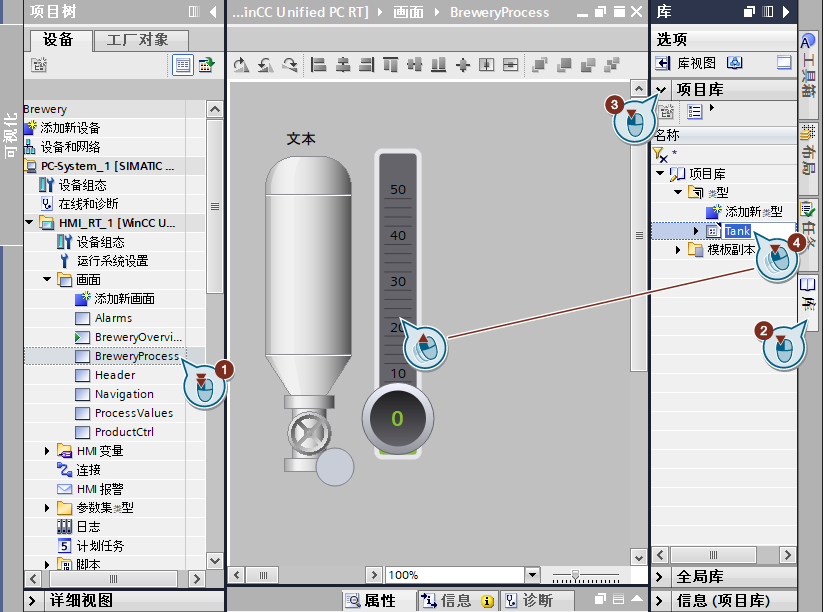 项目树
...inCC Unified PC RT] ▸ 画面 ▸ BreweryProcess
库
设备
工厂对象
选项
库视图
项目库
名称
Brewery
添加新设备
设备和网络
PC-System_1 [SIMATIC ...
设备组态
在线和诊断
HMI_RT_1 [WinCC U...
设备组态
运行系统设置
画面
添加新画面
Alarms
BreweryOvervi...
BreweryProcess
Header
Navigation
ProcessValues
ProductCtrl
HMI 变量
连接
HMI 报警
参数集类型
日志
计划任务
脚本
详细视图
可视化
文本
50
40
30
20
10
0
100%
属性
信息
诊断
*
项目库
类型
添加新类型
Tank
模板副本
全局库
信息 (项目库)
工具箱
布局
任务
库
1
2
3
4